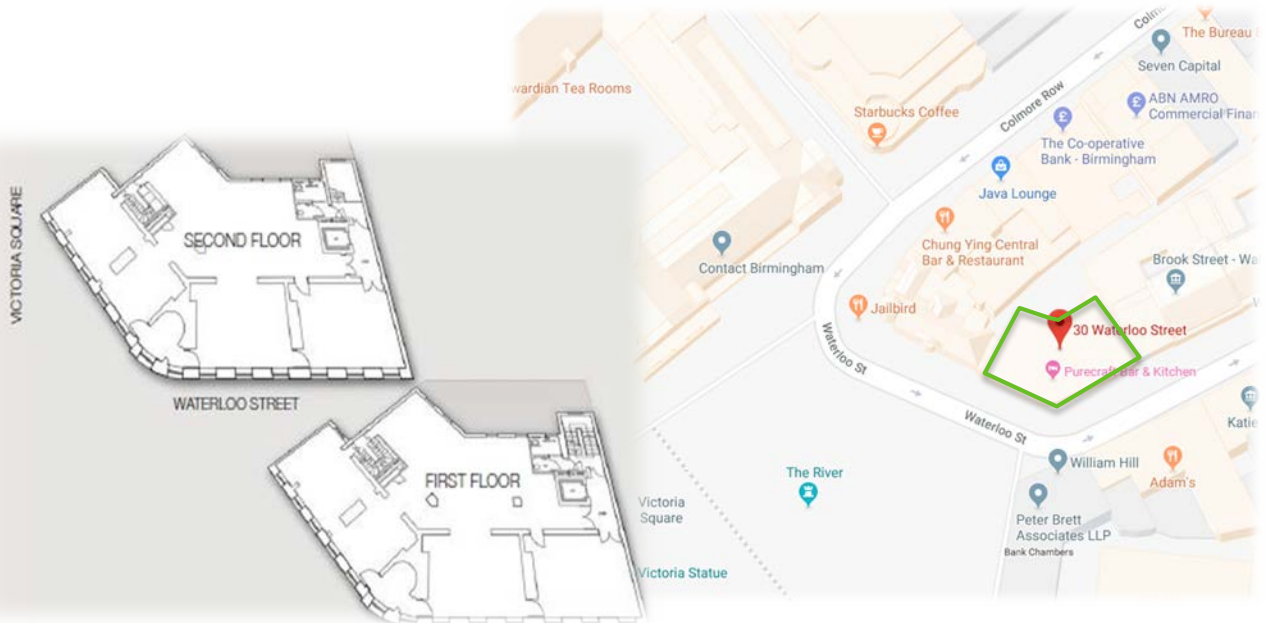 VICTORIA SQUARE
SECOND FLOOR
WATERLOO STREET
FIRST FLOOR
wardian Tea Rooms
Starbucks Coffee
Colmore Row
The Bureau
Seven Capital
ABN AMRO
Commercial Finan
The Co-operative
Bank - Birmingham
Java Lounge
Chung Ying Central
Bar & Restaurant
Contact Birmingham
Brook Street - Wa
Jailbird
30 Waterloo Street
Purecraft Bar & Kitchen
Waterloo St
Waterloo St
Katie
William Hill
Adam's
The River
Victoria
Square
Peter Brett
Associates LLP
Bank Chambers
Victoria Statue